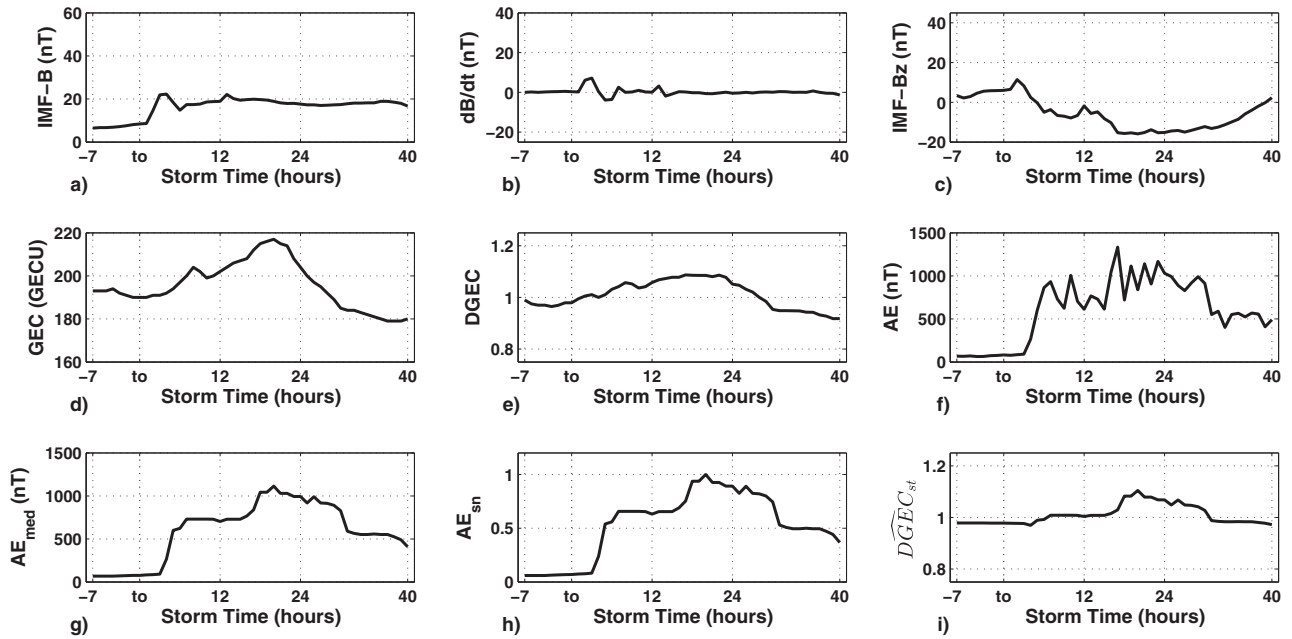 IMF−B (nT)
60
40
20
0
−7 to 12 24 40
Storm Time (hours)
a)
dB/dt (nT)
40
20
0
−20
−7 to 12 24 40
Storm Time (hours)
b)
IMF−Bz (nT)
40
20
0
−20
−7 to 12 24 40
Storm Time (hours)
c)
GEC (GECU)
220
200
180
160
−7 to 12 24 40
Storm Time (hours)
d)
DGEC
1.2
1
0.8
−7 to 12 24 40
Storm Time (hours)
e)
AE (nT)
1500
1000
500
0
−7 to 12 24 40
Storm Time (hours)
f)
AEmed (nT)
1500
1000
500
0
−7 to 12 24 40
Storm Time (hours)
g)
AEsn
1
0.5
0
−7 to 12 24 40
Storm Time (hours)
h)
DGECst
1.2
1
0.8
−7 to 12 24 40
Storm Time (hours)
i)